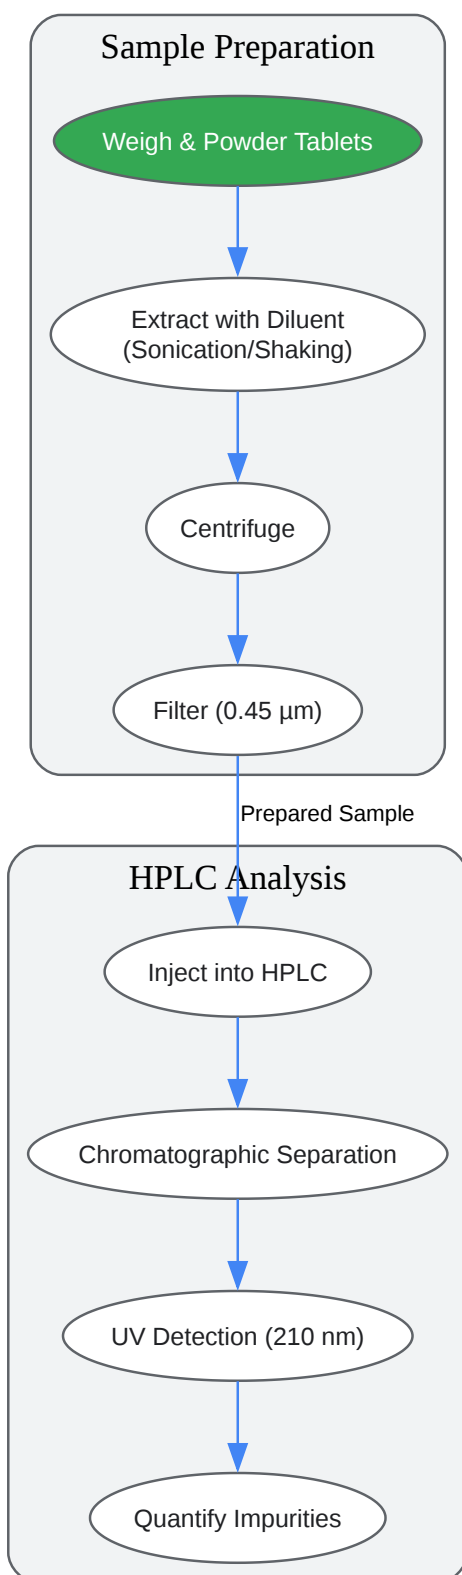 Sample Preparation
Weigh & Powder Tablets
Extract with Diluent
(Sonication/Shaking)
Centrifuge
Filter (0.45 µm)
Prepared Sample
HPLC Analysis
Inject into HPLC
Chromatographic Separation
UV Detection (210 nm)
Quantify Impurities